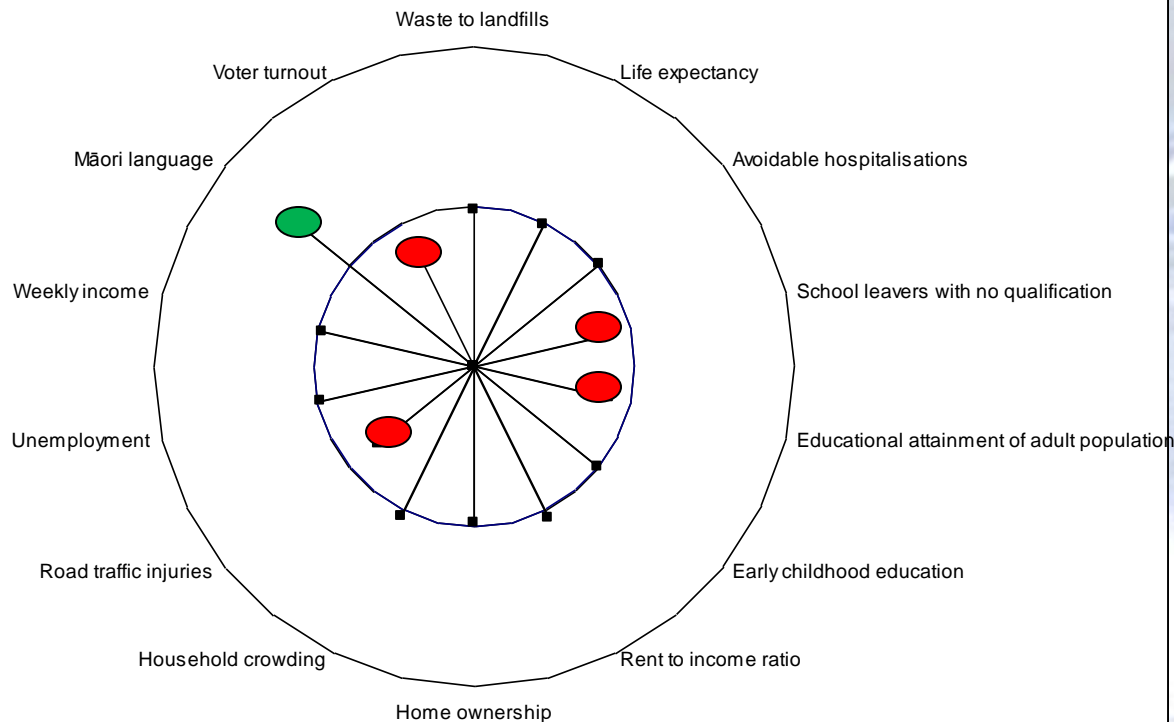 Waste to landfills
Voter turnout
Life expectancy
Māori language
Avoidable hospitalisations
Weekly income
School leavers with no qualification
Unemployment
Educational attainment of adult population
Road traffic injuries
Early childhood education
Household crowding
Rent to income ratio
Home ownership